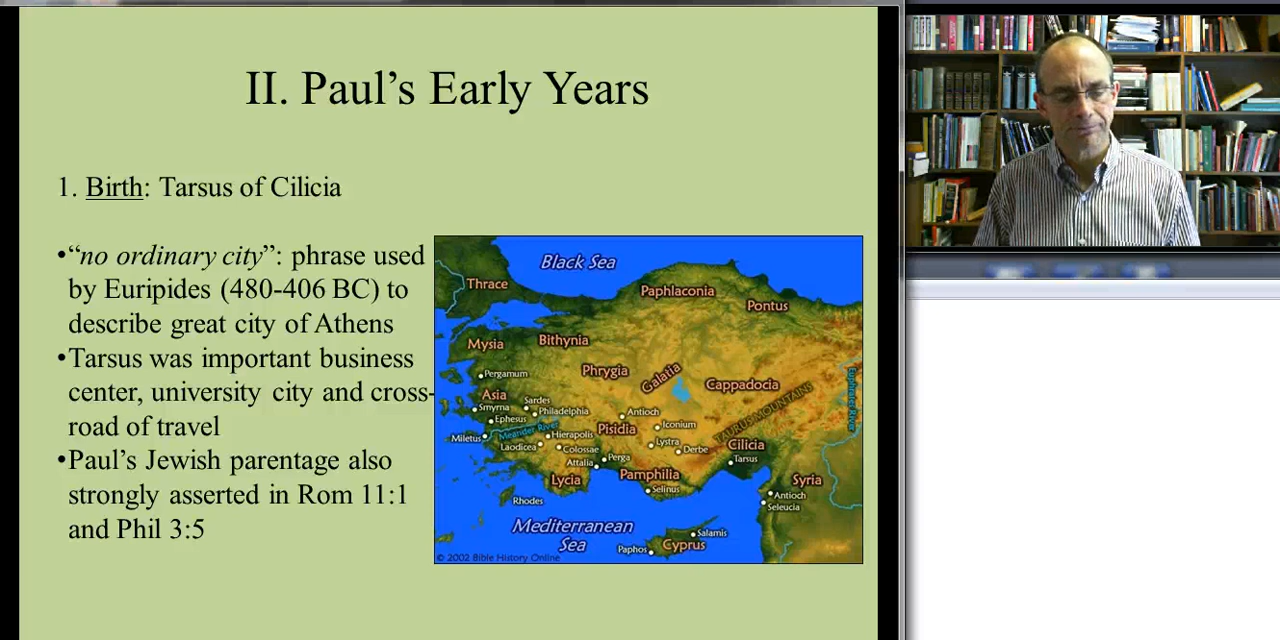 II. Paul’s Early Years
1. Birth: Tarsus of Cilicia
•“no ordinary city”: phrase used
by Euripides (480-406 BC) to
describe great city of Athens
•Tarsus was important business
center, university city and cross-
road of travel
•Paul’s Jewish parentage also
strongly asserted in Rom 11:1
and Phil 3:5
Black Sea
Thrace
Paphlaconia
Pontus
Mysia
Bithynia
Phrygia
Galatia
Cappadocia
Pergamum
Asia
Sardes
Smyrna
Philadelphia
Ephesus
Antioch
Iconium
TAURUS MOUNTAINS
Euphrates River
Miletus
Meander River
Hierapolis
Pisidia
Laodicea
Colossae
Lystra
Derbe
Cilicia
Tarsus
Attalia
Perga
Lycia
Pamphilia
Selinus
Syria
Antioch
Seleucia
Rhodes
Mediterranean
Sea
Salamis
Paphos
Cyprus
© 2002 Bible History Online